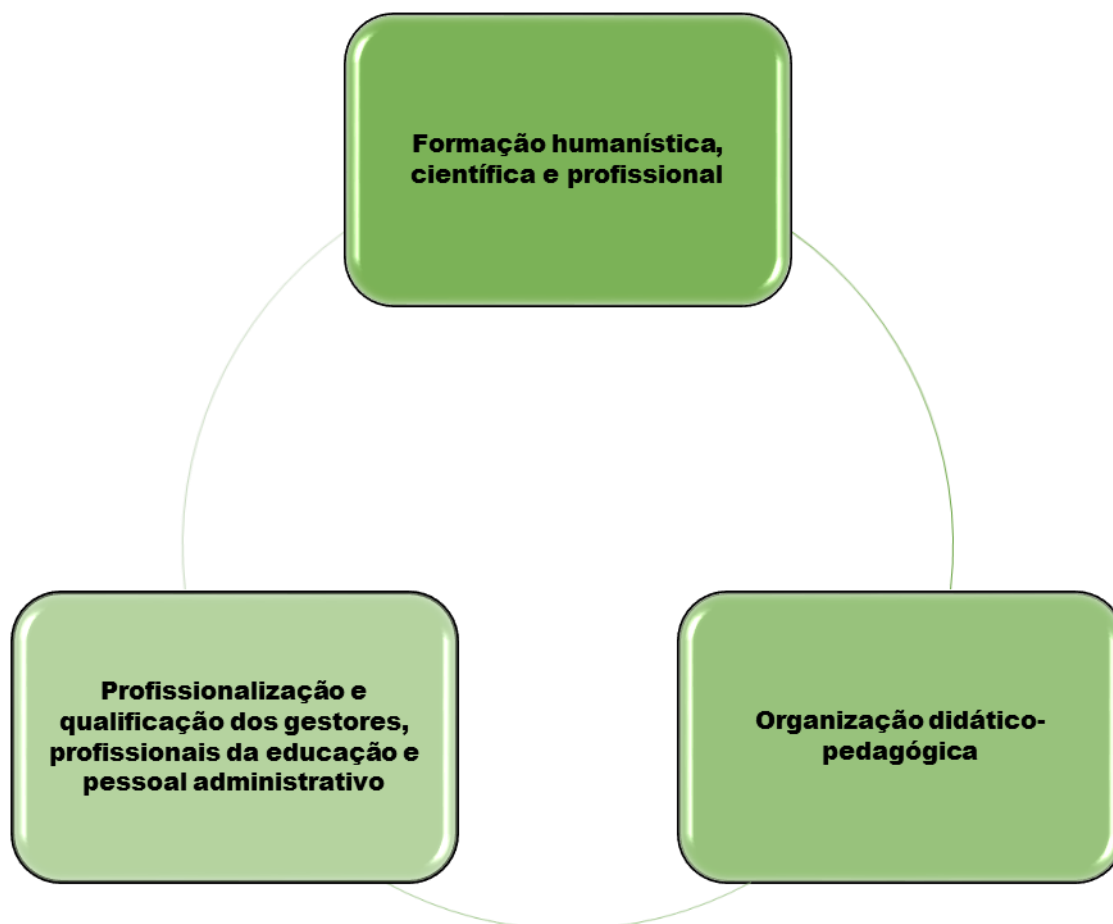 Formação humanística,
científica e profissional
Profissionalização e
qualificação dos gestores,
profissionais da educação e
pessoal administrativo
Organização didático-
pedagógica